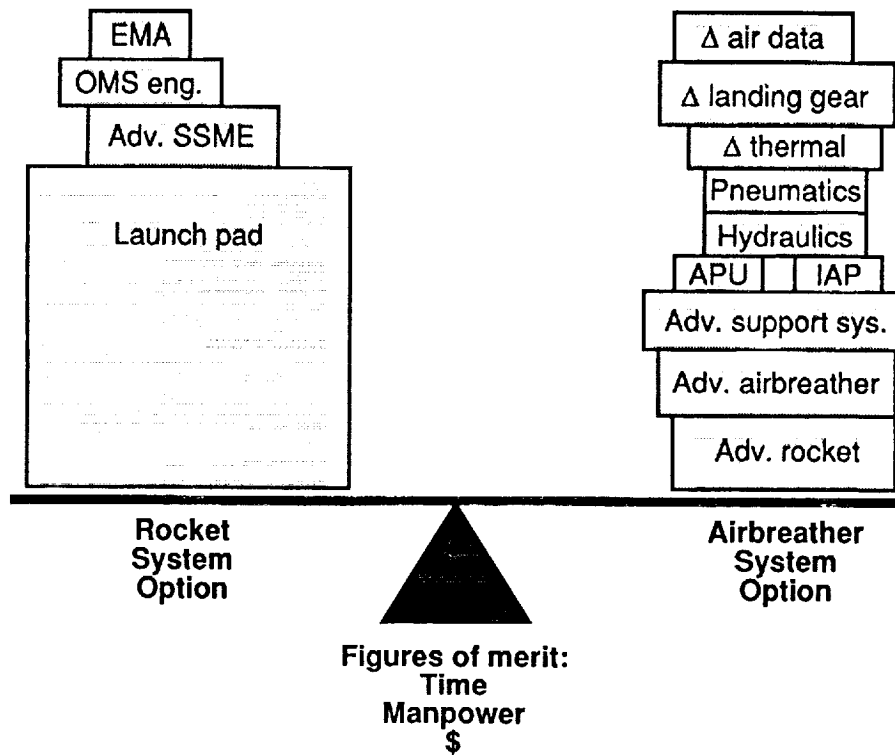 EMA
OMS eng.
Adv. SSME
Launch pad
Δ air data
Δ landing gear
Δ thermal
Pneumatics
Hydraulics
APU
IAP
Adv. support sys.
Adv. airbreather
Adv. rocket
Rocket
System
Option
Airbreather
System
Option
Figures of merit:
Time
Manpower
$